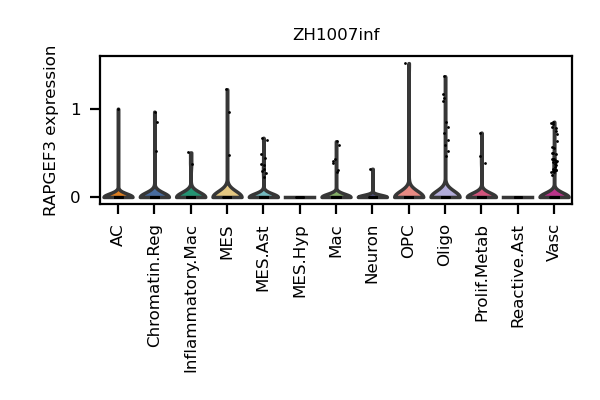 ZH1007inf
RAPGEF3 expression
1
0
AC
Chromatin.Reg
Inflammatory.Mac
MES
MES.Ast
MES.Hyp
Mac
Neuron
OPC
Oligo
Prolif.Metab
Reactive.Ast
Vasc